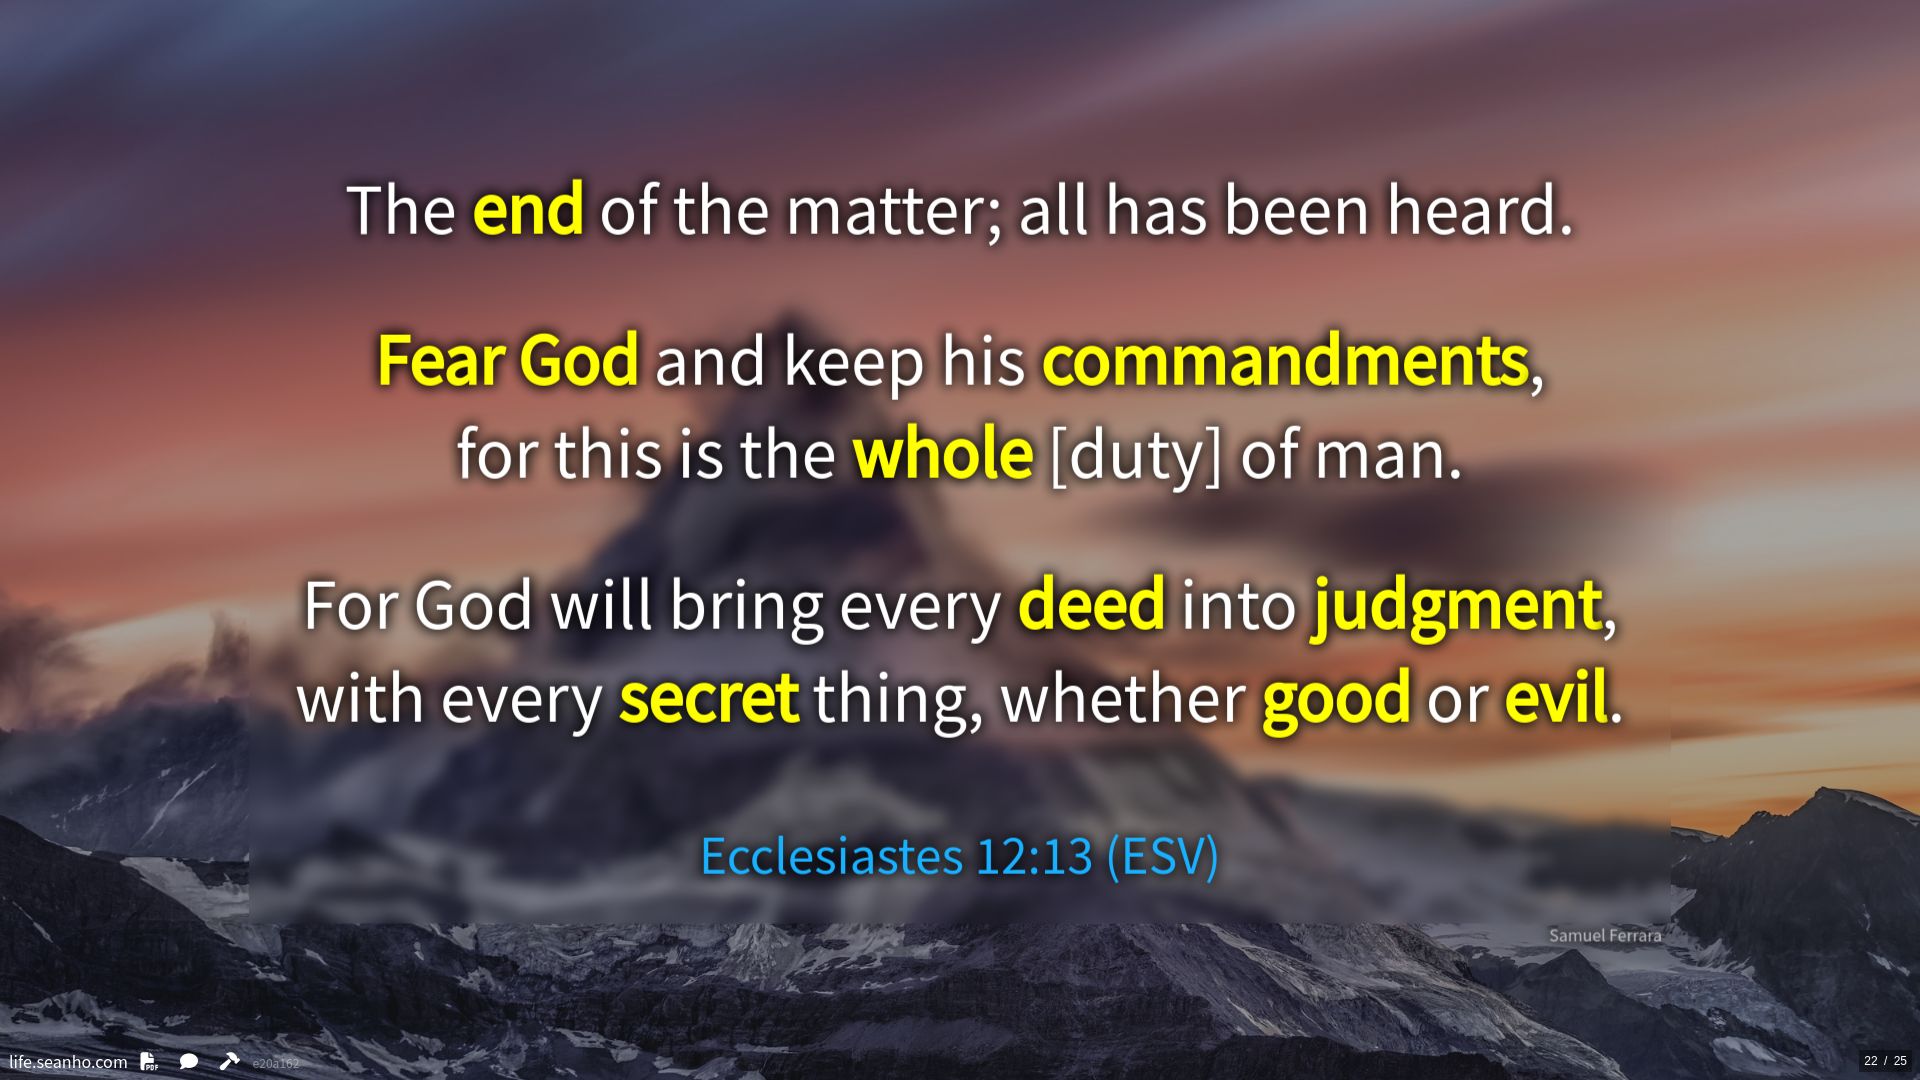 The end of the matter; all has been heard.
Fear God and keep his commandments,
for this is the whole [duty] of man.
For God will bring every deed into judgment,
with every secret thing, whether good or evil.
Ecclesiastes 12:13 (ESV)
Samuel Ferrara
life.seanho.com PDF e20a162
22 / 25